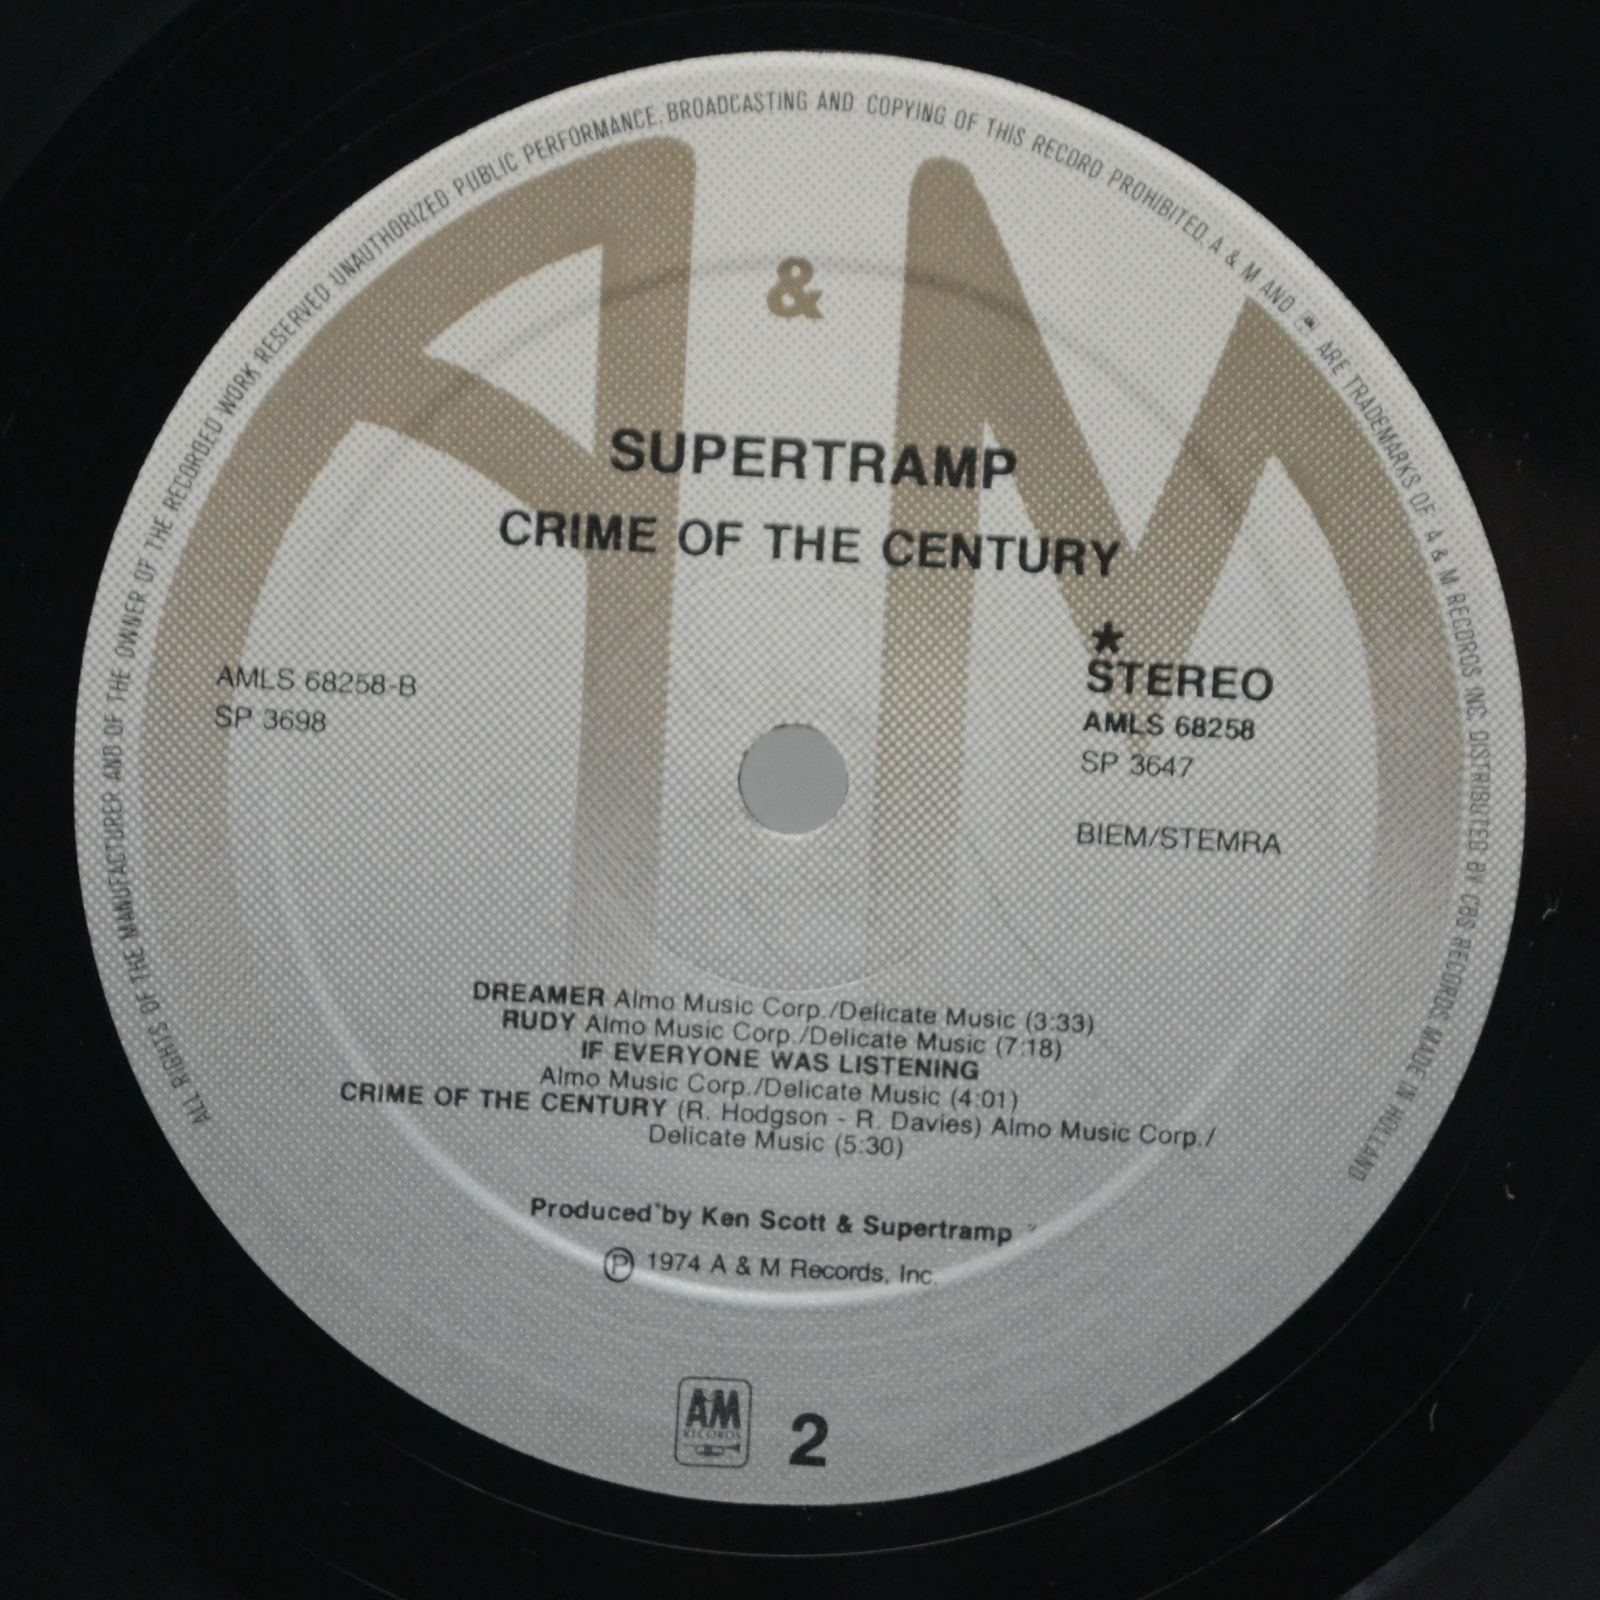 ALL RIGHTS OF THE MANUFACTURER AND OF THE OWNER OF THE RECORDED WORK RESERVED UNAUTHORIZED PUBLIC PERFORMANCE, BROADCASTING AND COPYING OF THIS RECORD PROHIBITED. A & M AND ARE TRADEMARKS OF A & M RECORDS INC. DISTRIBUTED BY CBS RECORDS. MADE IN HOLLAND
A & M
SUPERTRAMP
CRIME OF THE CENTURY
AMLS 68258-B
SP 3698
★
STEREO
AMLS 68258
SP 3647
BIEM/STEMRA
DREAMER Almo Music Corp./Delicate Music (3:33)
RUDY Almo Music Corp./Delicate Music (7:18)
IF EVERYONE WAS LISTENING
Almo Music Corp./Delicate Music (4:01)
CRIME OF THE CENTURY (R. Hodgson - R. Davies) Almo Music Corp./
Delicate Music (5:30)
Produced by Ken Scott & Supertramp
Ⓟ 1974 A & M Records, Inc.
AM
RECORDS
2